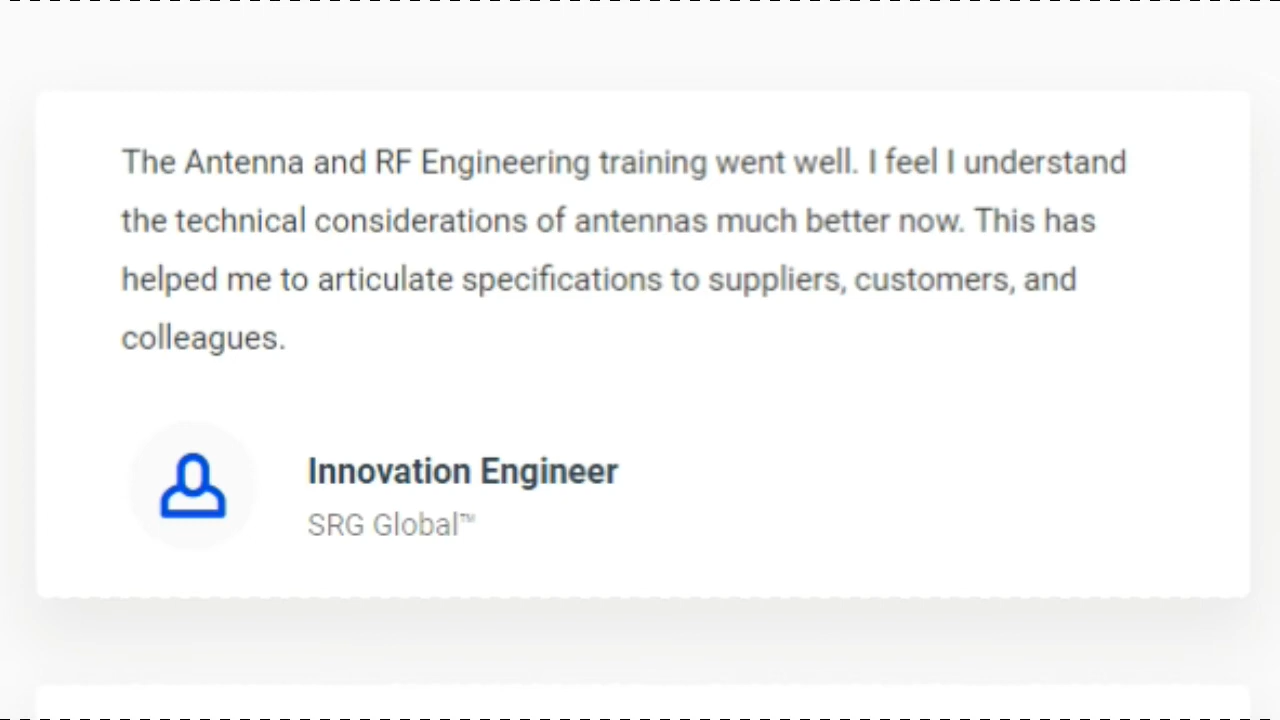 The Antenna and RF Engineering training went well. I feel I understand
the technical considerations of antennas much better now. This has
helped me to articulate specifications to suppliers, customers, and
colleagues.
Innovation Engineer
SRG Global™